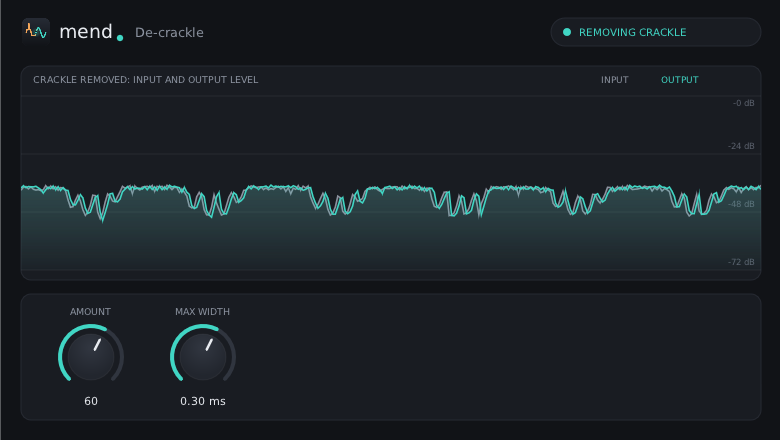 mend. De-crackle
REMOVING CRACKLE
CRACKLE REMOVED: INPUT AND OUTPUT LEVEL
INPUT
OUTPUT
-0 dB
-24 dB
-48 dB
-72 dB
AMOUNT
MAX WIDTH
60
0.30 ms